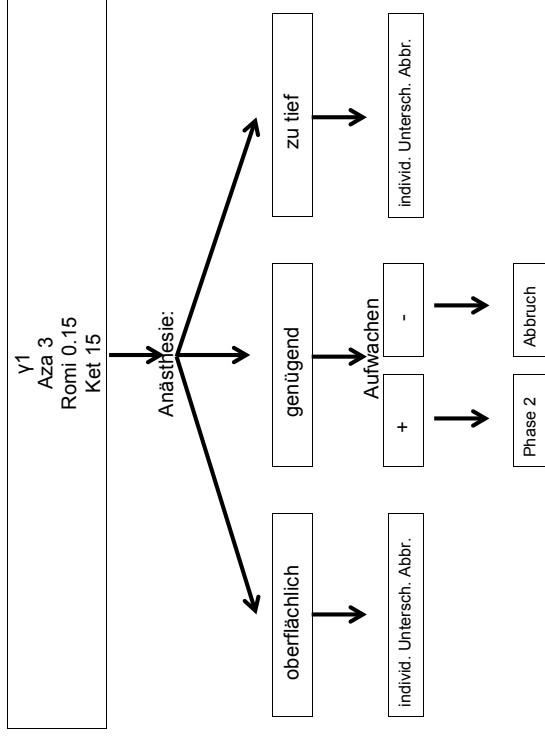 γ1
Aza 3
Romi 0.15
Ket 15
Anästhesie:
oberflächlich
genügend
zu tief
individ. Untersch. Abbr.
Aufwachen
+
-
individ. Untersch. Abbr.
Phase 2
Abbruch